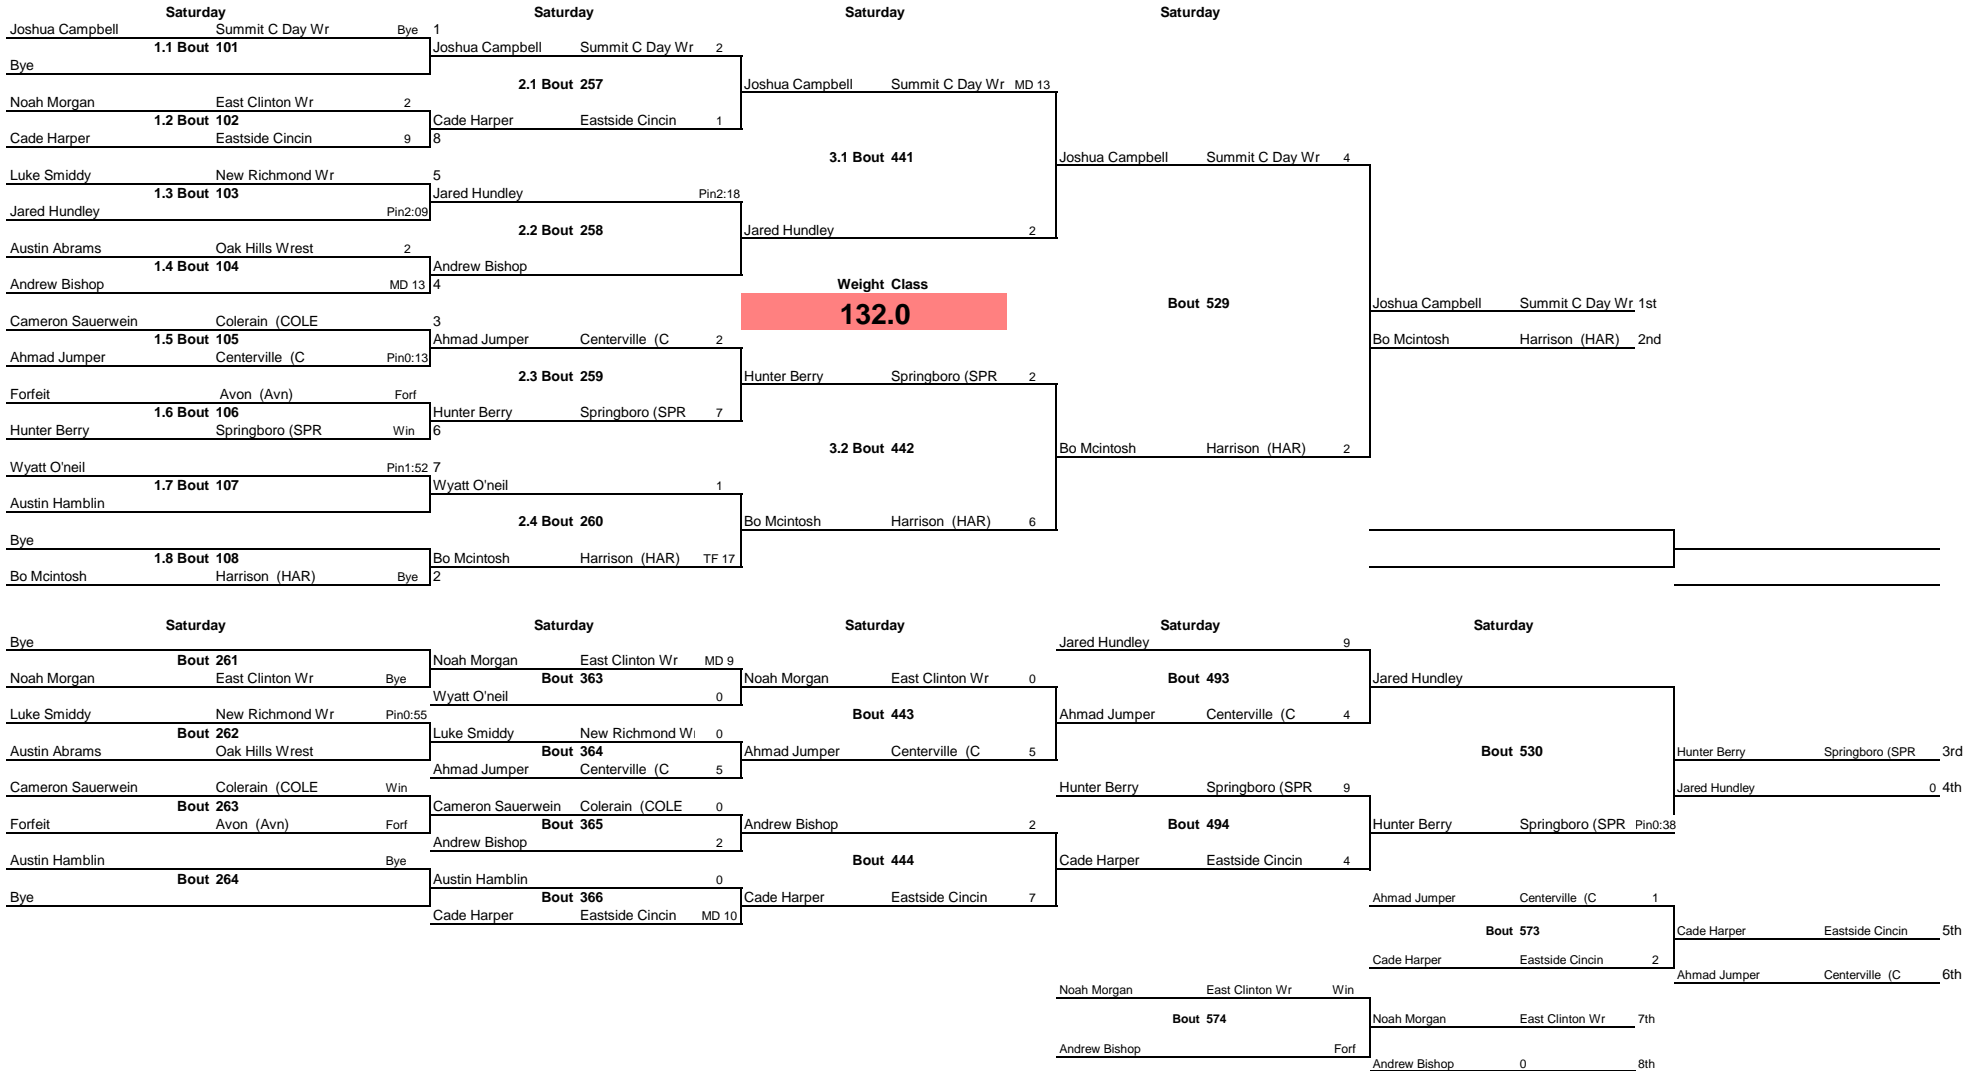 Saturday Saturday Saturday Saturday
Joshua Campbell Summit C Day Wr Bye 1
1.1 Bout 101
Joshua Campbell Summit C Day Wr 2
Bye
2.1 Bout 257
Joshua Campbell Summit C Day Wr MD 13
Noah Morgan East Clinton Wr 2
1.2 Bout 102
Cade Harper Eastside Cincin 1
Cade Harper Eastside Cincin 9 8
3.1 Bout 441
Joshua Campbell Summit C Day Wr 4
Luke Smiddy New Richmond Wr 5
1.3 Bout 103
Jared Hundley Pin2:18
Jared Hundley Pin2:09
2.2 Bout 258
Jared Hundley 2
Austin Abrams Oak Hills Wrest 2
1.4 Bout 104
Andrew Bishop
Andrew Bishop MD 13 4
Weight Class
132.0
Bout 529
Joshua Campbell Summit C Day Wr 1st
Cameron Sauerwein Colerain (COLE 3
1.5 Bout 105
Ahmad Jumper Centerville (C 2
Bo Mcintosh Harrison (HAR) 2nd
Ahmad Jumper Centerville (C Pin0:13
2.3 Bout 259
Hunter Berry Springboro (SPR 2
Forfeit Avon (Avn) Forf
1.6 Bout 106
Hunter Berry Springboro (SPR 7
Hunter Berry Springboro (SPR Win 6
3.2 Bout 442
Bo Mcintosh Harrison (HAR) 2
Wyatt O'neil Pin1:52 7
1.7 Bout 107
Wyatt O'neil 1
Austin Hamblin
2.4 Bout 260
Bo Mcintosh Harrison (HAR) 6
Bye
1.8 Bout 108
Bo Mcintosh Harrison (HAR) TF 17
Bo Mcintosh Harrison (HAR) Bye 2
Saturday Saturday Saturday Saturday Saturday
Bye
Jared Hundley 9
Bout 261
Noah Morgan East Clinton Wr MD 9
Noah Morgan East Clinton Wr Bye
Bout 363
Noah Morgan East Clinton Wr 0
Bout 493
Jared Hundley
Wyatt O'neil 0
Luke Smiddy New Richmond Wr Pin0:55
Bout 443
Ahmad Jumper Centerville (C 4
Bout 262
Luke Smiddy New Richmond W 0
Austin Abrams Oak Hills Wrest
Bout 364
Ahmad Jumper Centerville (C 5
Bout 530
Hunter Berry Springboro (SPR 3rd
Ahmad Jumper Centerville (C 5
Cameron Sauerwein Colerain (COLE Win
Hunter Berry Springboro (SPR 9
Jared Hundley 0 4th
Bout 263
Cameron Sauerwein Colerain (COLE 0
Forfeit Avon (Avn) Forf
Bout 365
Andrew Bishop 2
Bout 494
Hunter Berry Springboro (SPR Pin0:38
Andrew Bishop 2
Austin Hamblin Bye
Bout 444
Cade Harper Eastside Cincin 4
Bout 264
Austin Hamblin 0
Bye
Bout 366
Cade Harper Eastside Cincin 7
Ahmad Jumper Centerville (C 1
Cade Harper Eastside Cincin MD 10
Bout 573
Cade Harper Eastside Cincin 5th
Cade Harper Eastside Cincin 2
Ahmad Jumper Centerville (C 6th
Noah Morgan East Clinton Wr Win
Bout 574
Noah Morgan East Clinton Wr 7th
Andrew Bishop Forf
Andrew Bishop 0 8th